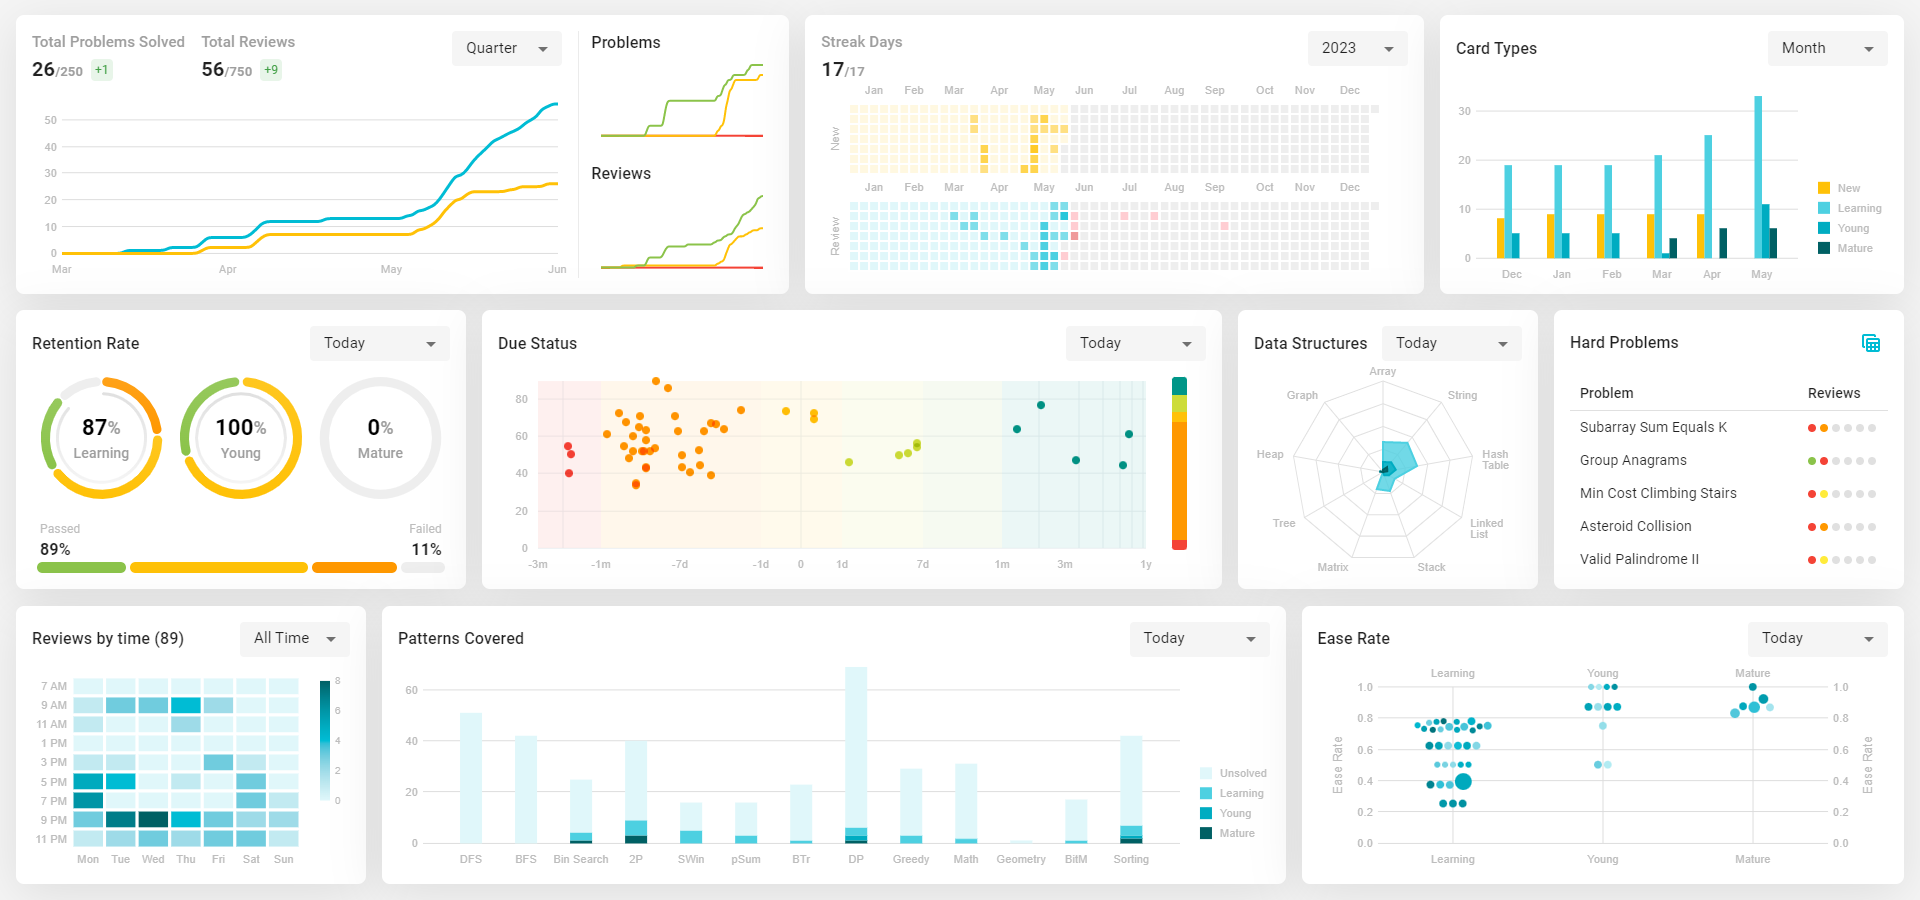 Total Problems Solved
26/250 +1
Total Reviews
56/750 +9
Quarter
50
40
30
20
10
0
Mar Apr May Jun
Problems
Reviews
Streak Days
17/17
2023
Jan Feb Mar Apr May Jun Jul Aug Sep Oct Nov Dec
New
Jan Feb Mar Apr May Jun Jul Aug Sep Oct Nov Dec
Review
Card Types
Month
30
20
10
0
Dec Jan Feb Mar Apr May
New
Learning
Young
Mature
Retention Rate
Today
87%
Learning
100%
Young
0%
Mature
Passed Failed
89% 11%
Due Status
Today
80
60
40
20
0
-3m -1m -7d -1d 0 1d 7d 1m 3m 1y
Data Structures
Today
Array
String
Hash
Table
Linked
List
Stack
Matrix
Tree
Heap
Graph
Hard Problems
Problem Reviews
Subarray Sum Equals K
Group Anagrams
Min Cost Climbing Stairs
Asteroid Collision
Valid Palindrome II
Reviews by time (89)
All Time
7 AM
9 AM
11 AM
1 PM
3 PM
5 PM
7 PM
9 PM
11 PM
Mon Tue Wed Thu Fri Sat Sun
8
6
4
2
0
Patterns Covered
Today
60
40
20
0
DFS BFS Bin Search 2P SWin pSum BTr DP Greedy Math Geometry BitM Sorting
Unsolved
Learning
Young
Mature
Ease Rate
Today
Learning Young Mature
1.0 1.0
0.8 0.8
0.6 0.6
0.4 0.4
0.2 0.2
0.0 0.0
Ease Rate
Ease Rate
Learning Young Mature